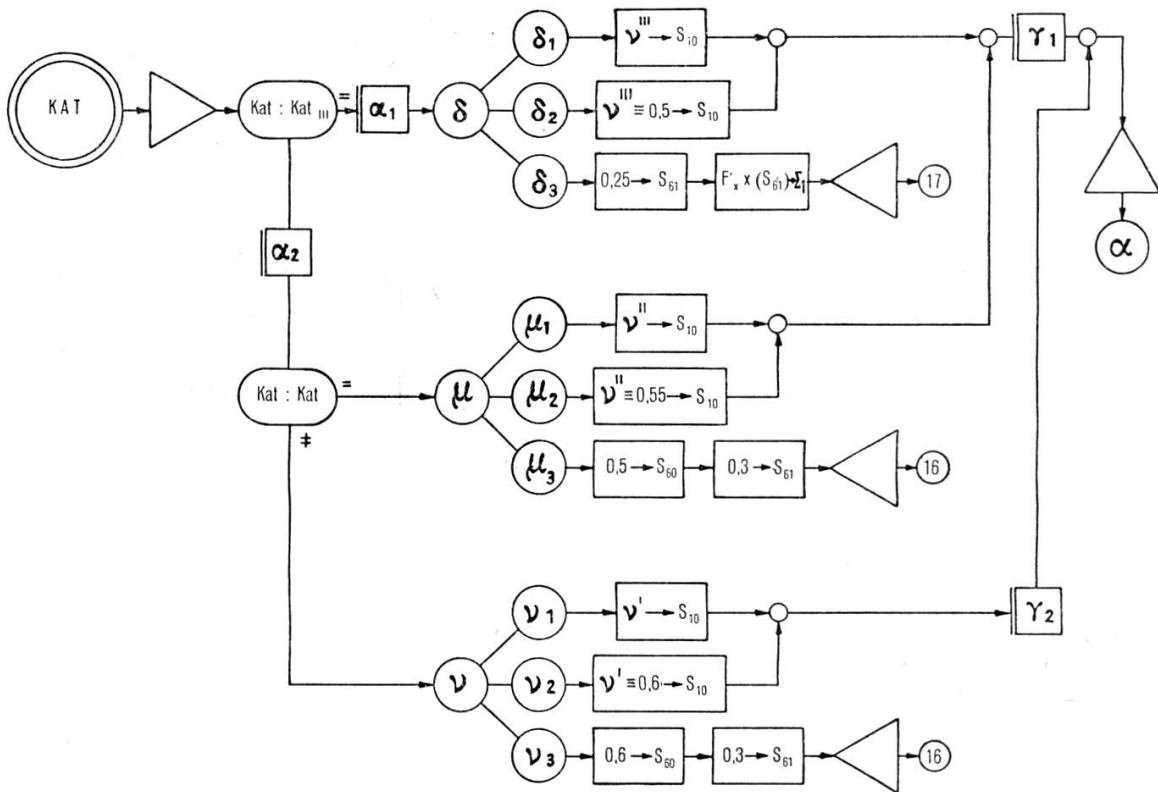 KAT
Kat : Kat III
=
α1
δ
δ1
ν''' → S10
γ1
δ2
ν''' ≡ 0,5 → S10
δ3
0,25 → S61
F'x × (S61) → Σ1
17
α
α2
μ1
ν'' → S10
Kat : Kat
=
≠
μ
μ2
ν'' ≡ 0,55 → S10
μ3
0,5 → S60
0,3 → S61
16
ν1
ν' → S10
γ2
ν
ν2
ν' ≡ 0,6 → S10
ν3
0,6 → S60
0,3 → S61
16